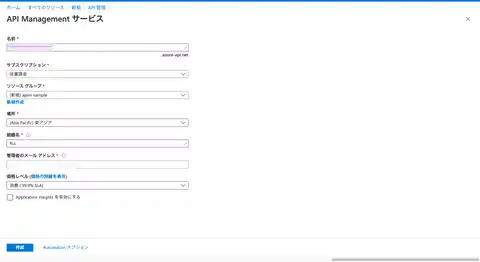 ホーム 〉 すべてのリソース 〉 新規 〉 API 管理 〉
API Management サービス
名前 *
.azure-api.net
サブスクリプション *
従量課金
リソース グループ *
(新規) apim-sample
新規作成
場所 *
(Asia Pacific) 東アジア
組織名 *
管理者のメール アドレス *
価格レベル (価格の詳細を表示)
消費 (99.9% SLA)
Application Insights を有効にする
作成
Automation オプション